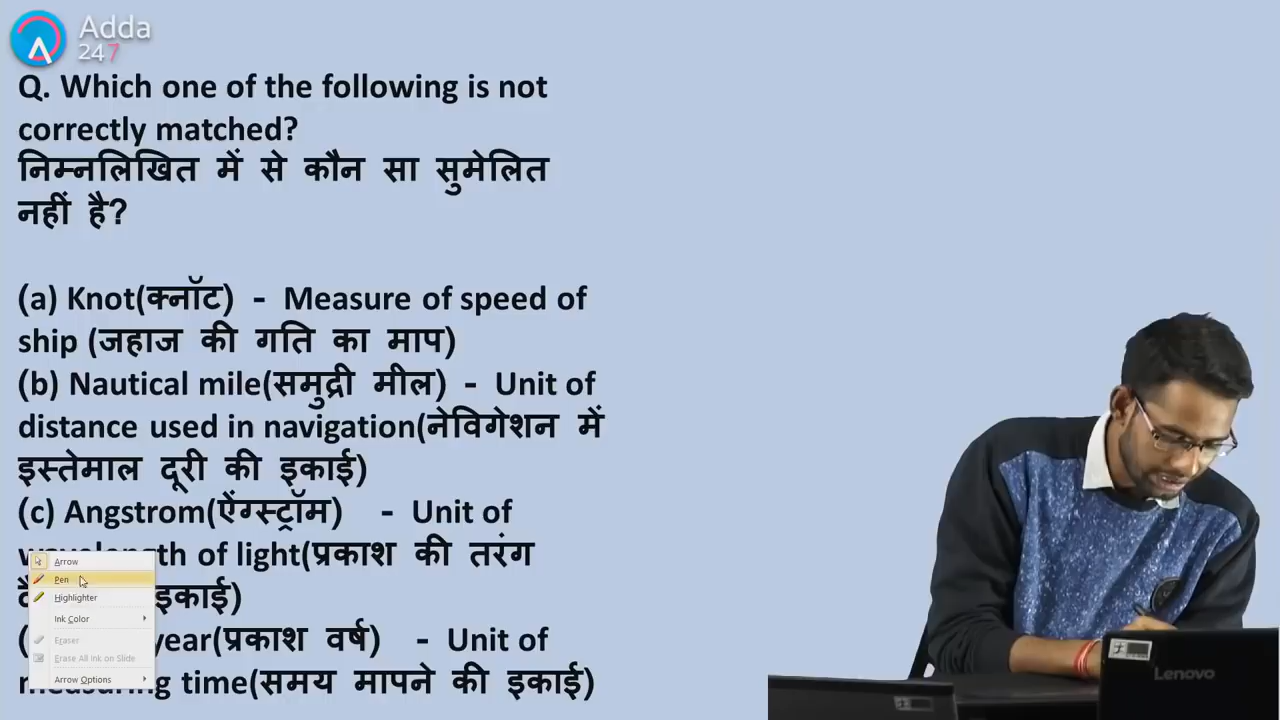 Adda
247
Q. Which one of the following is not
correctly matched?
निम्नलिखित में से कौन सा सुमेलित
नहीं है?
(a) Knot(क्नॉट) - Measure of speed of
ship (जहाज की गति का माप)
(b) Nautical mile(समुद्री मील) - Unit of
distance used in navigation(नेविगेशन में
इस्तेमाल दूरी की इकाई)
(c) Angstrom(ऐंग्स्ट्रॉम) - Unit of
wavelength of light(प्रकाश की तरंग
इकाई)
year(प्रकाश वर्ष) - Unit of
measuring time(समय मापने की इकाई)
Arrow
Pen
Highlighter
Ink Color
Eraser
Erase All Ink on Slide
Arrow Options
Lenovo